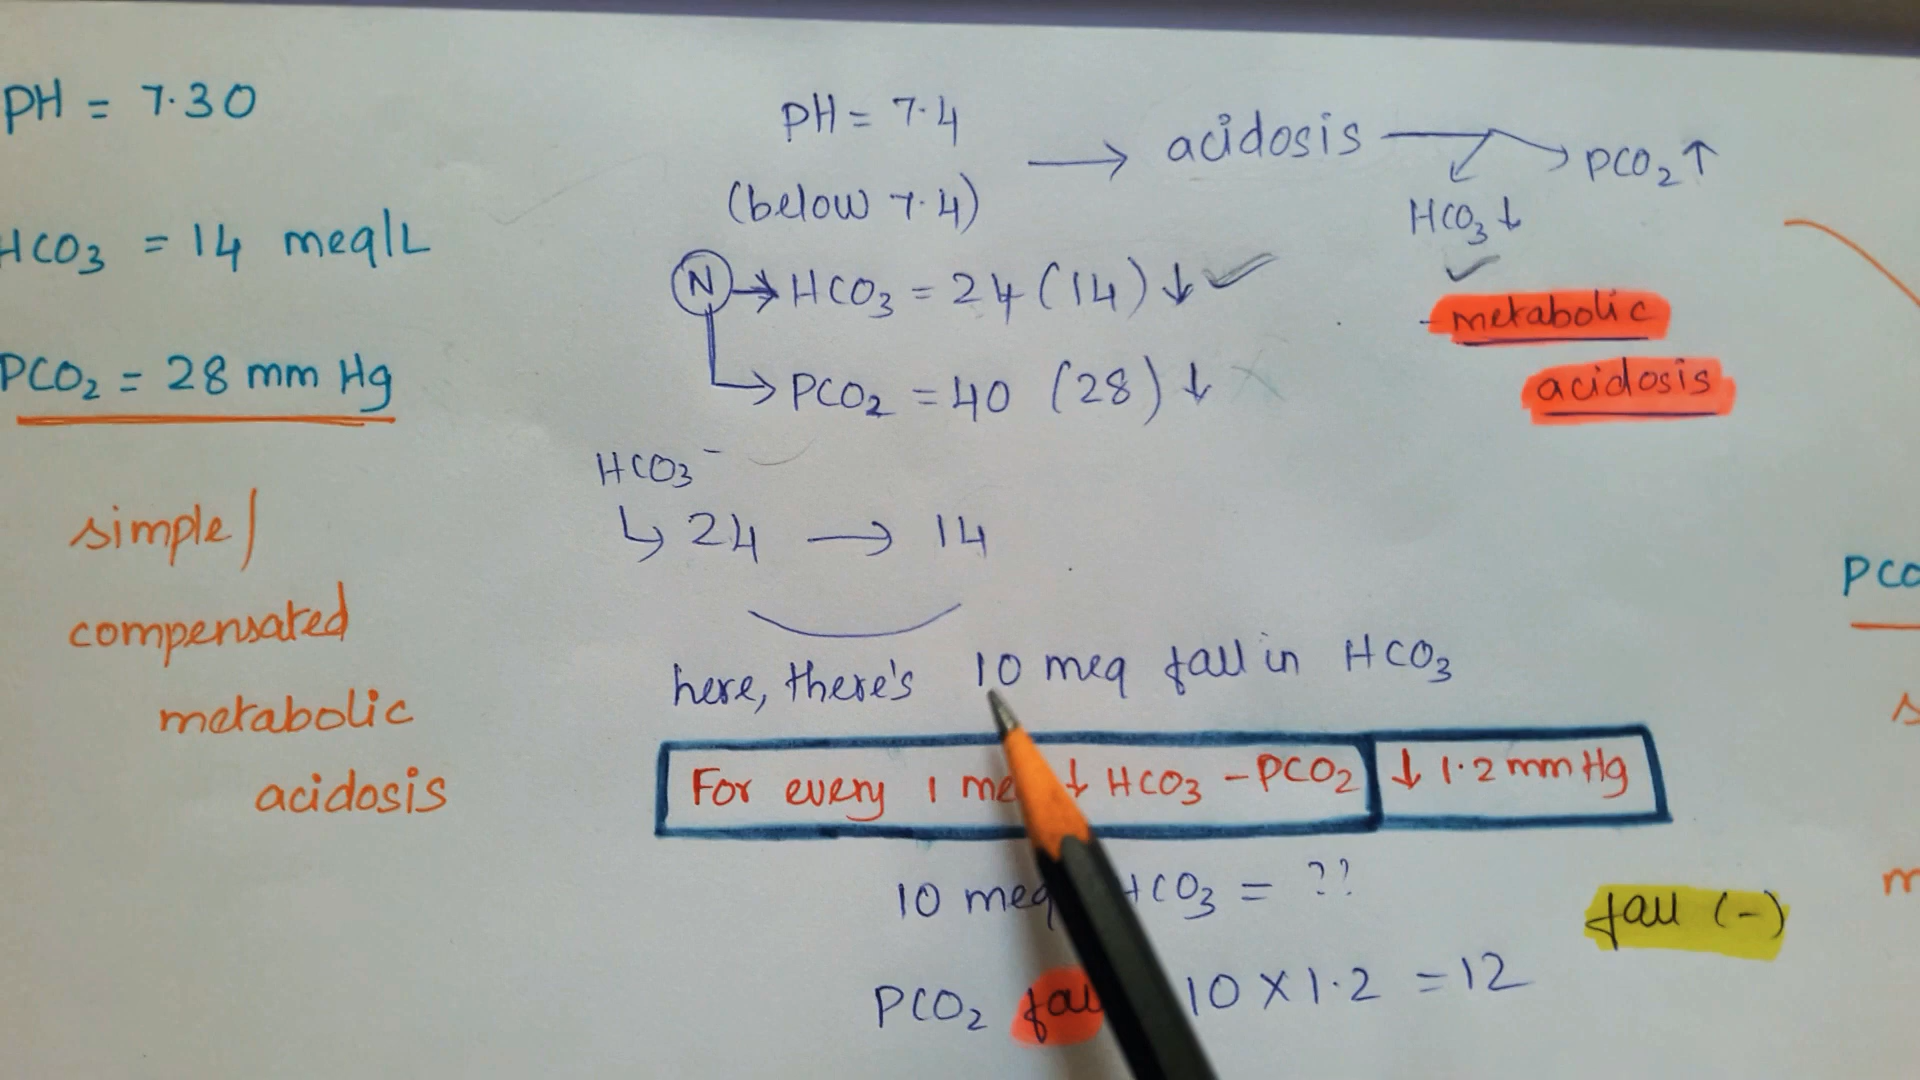 PH = 7.30
HCO3 = 14 meq/L
PCO2 = 28 mm Hg
simple/
compensated
metabolic
acidosis
PH = 7.4
(below 7.4)
→ acidosis → PCO2 ↑
HCO3 ↓
✓
metabolic
acidosis
N → HCO3 = 24 (14) ↓ ✓
→ PCO2 = 40 (28) ↓ ×
HCO3⁻
↳ 24 → 14
here, there's 10 meq fall in HCO3
For every 1 me ↓ HCO3 - PCO2 ↓ 1.2 mm Hg
10 meq HCO3 = ??
fall (-)
PCO2 10 × 1.2 = 12
PCO